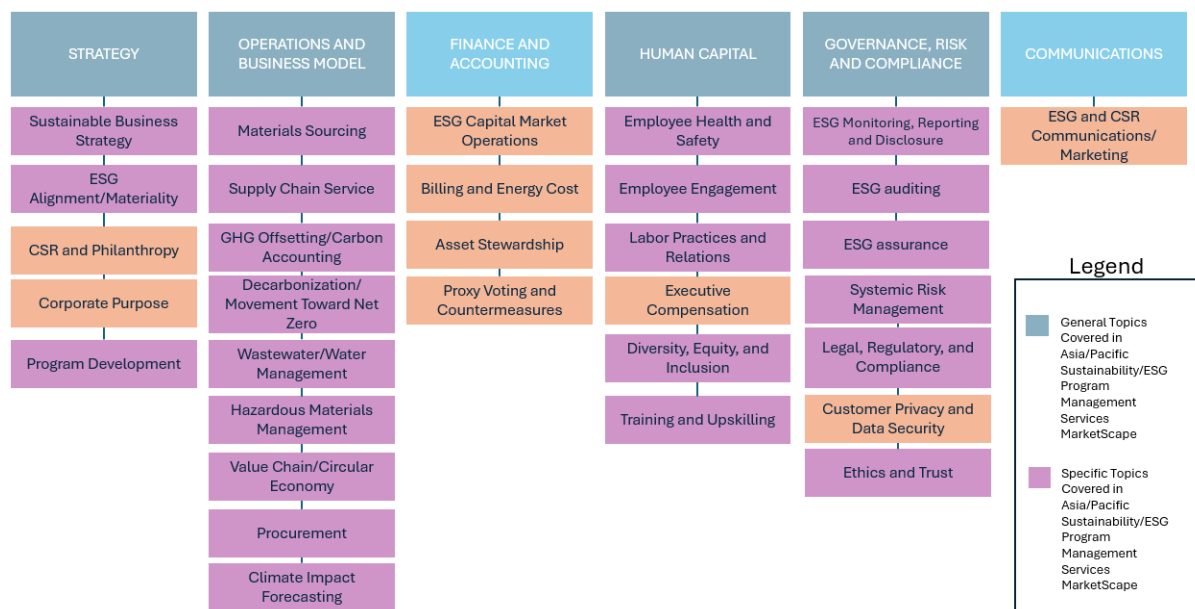 STRATEGY
Sustainable Business
Strategy
ESG
Alignment/Materiality
CSR and Philanthropy
Corporate Purpose
Program Development
OPERATIONS AND
BUSINESS MODEL
Materials Sourcing
Supply Chain Service
GHG Offsetting/Carbon
Accounting
Decarbonization/
Movement Toward Net
Zero
Wastewater/Water
Management
Hazardous Materials
Management
Value Chain/Circular
Economy
Procurement
Climate Impact
Forecasting
FINANCE AND
ACCOUNTING
ESG Capital Market
Operations
Billing and Energy Cost
Asset Stewardship
Proxy Voting and
Countermeasures
HUMAN CAPITAL
Employee Health and
Safety
Employee Engagement
Labor Practices and
Relations
Executive
Compensation
Diversity, Equity, and
Inclusion
Training and Upskilling
GOVERNANCE, RISK
AND COMPLIANCE
ESG Monitoring, Reporting
and Disclosure
ESG auditing
ESG assurance
Systemic Risk
Management
Legal, Regulatory, and
Compliance
Customer Privacy and
Data Security
Ethics and Trust
COMMUNICATIONS
ESG and CSR
Communications/
Marketing
Legend
General Topics
Covered in
Asia/Pacific
Sustainability/ESG
Program
Management
Services
MarketScape
Specific Topics
Covered in
Asia/Pacific
Sustainability/ESG
Program
Management
Services
MarketScape